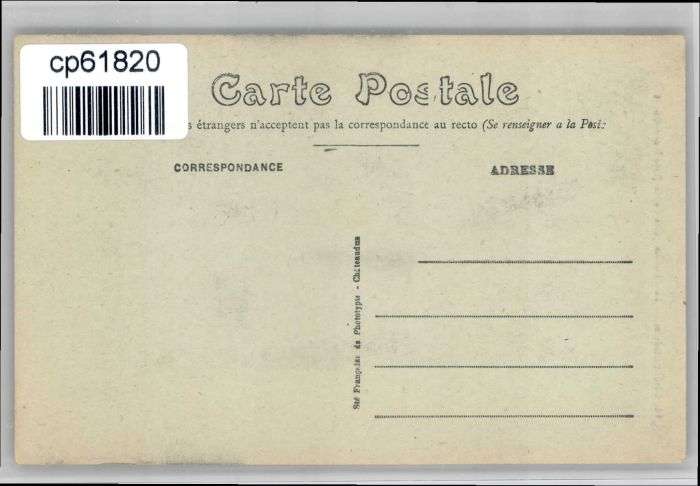 cp61820
Carte Postale
s étrangers n'acceptent pas la correspondance au recto (Se renseigner a la Post
CORRESPONDANCE
ADRESSE
Sté Française de Phototypie - Châteaudun